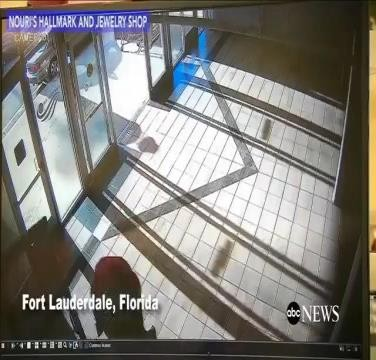 NOURI'S HALLMARK AND JEWELRY SHOP
Fort Lauderdale, Florida
abc NEWS